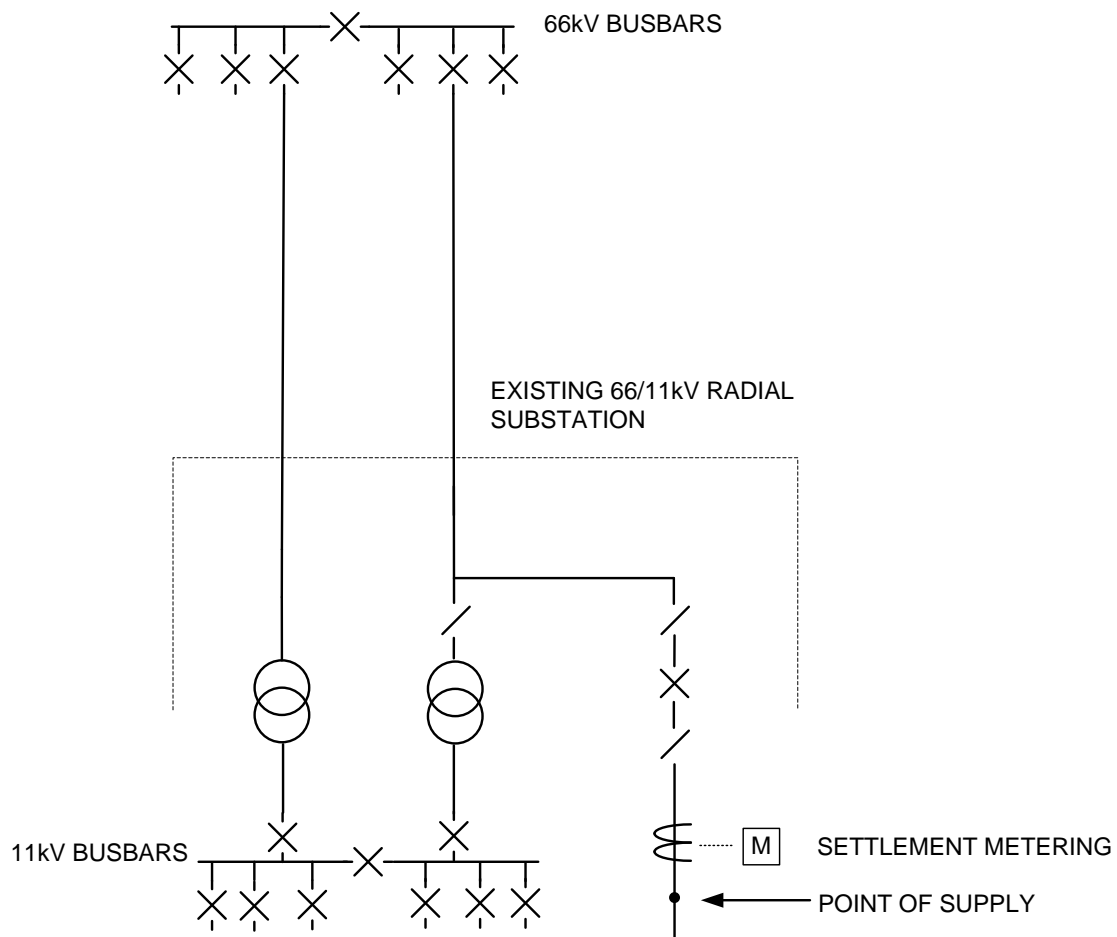 66kV BUSBARS
EXISTING 66/11kV RADIAL
SUBSTATION
11kV BUSBARS
M
SETTLEMENT METERING
POINT OF SUPPLY